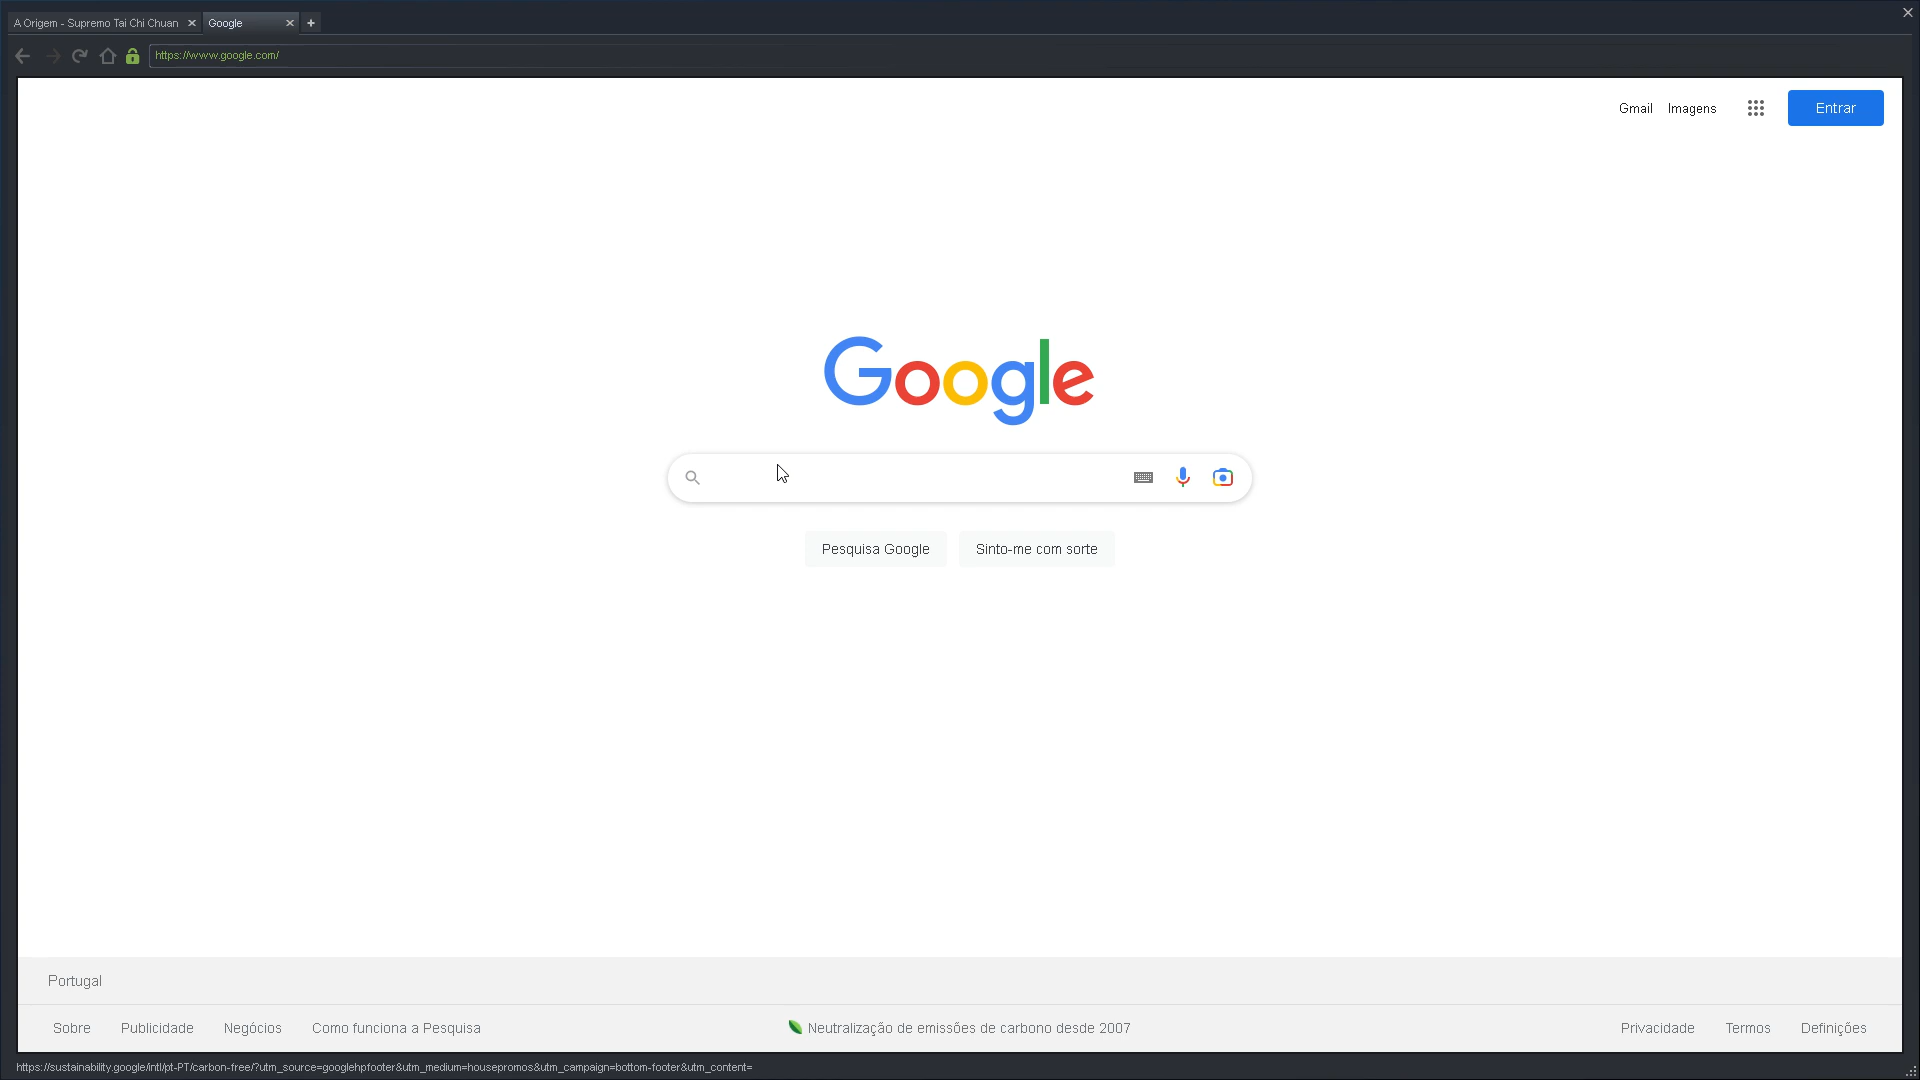 A Origem - Supremo Tai Chi Chuan
Google
https://www.google.com/
Gmail Imagens Entrar
Google
Pesquisa Google Sinto-me com sorte
Portugal
Sobre Publicidade Negócios Como funciona a Pesquisa Neutralização de emissões de carbono desde 2007 Privacidade Termos Definições
https://sustainability.google/intl/pt-PT/carbon-free/?utm_source=googlehpfooter&utm_medium=housepromos&utm_campaign=bottom-footer&utm_content=